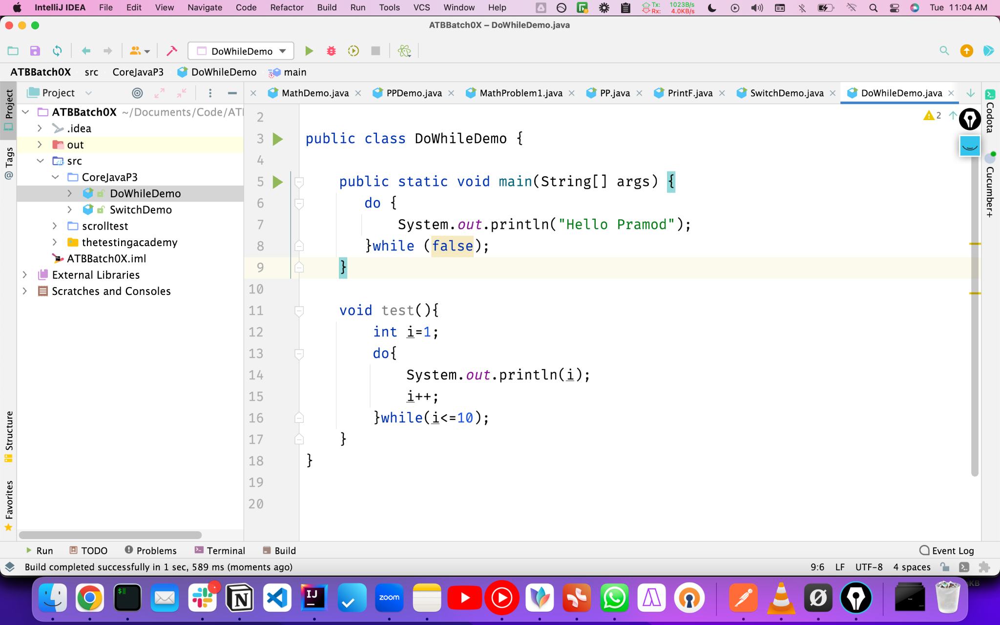 IntelliJ IDEA File Edit View Navigate Code Refactor Build Run Tools VCS Window Help Tx: 1023B/s Rx: 4.0KB/s Tue 11:04 AM
ATBBatch0X – DoWhileDemo.java
DoWhileDemo
ATBBatch0X src CoreJavaP3 DoWhileDemo main
Project
MathDemo.java PPDemo.java MathProblem1.java PP.java PrintF.java SwitchDemo.java DoWhileDemo.java
Project
Tags
Structure
Favorites
ATBBatch0X ~/Documents/Code/AT
.idea
out
src
CoreJavaP3
DoWhileDemo
SwitchDemo
scrolltest
thetestingacademy
ATBBatch0X.iml
External Libraries
Scratches and Consoles
2
3 public class DoWhileDemo {
4
5 public static void main(String[] args) {
6 do {
7 System.out.println("Hello Pramod");
8 }while (false);
9 }
10
11 void test(){
12 int i=1;
13 do{
14 System.out.println(i);
15 i++;
16 }while(i<=10);
17 }
18 }
19
20
2
Codota
Cucumber+
Run TODO Problems Terminal Build Event Log
Build completed successfully in 1 sec, 589 ms (moments ago) 9:6 LF UTF-8 4 spaces
KB
IJ
zoom